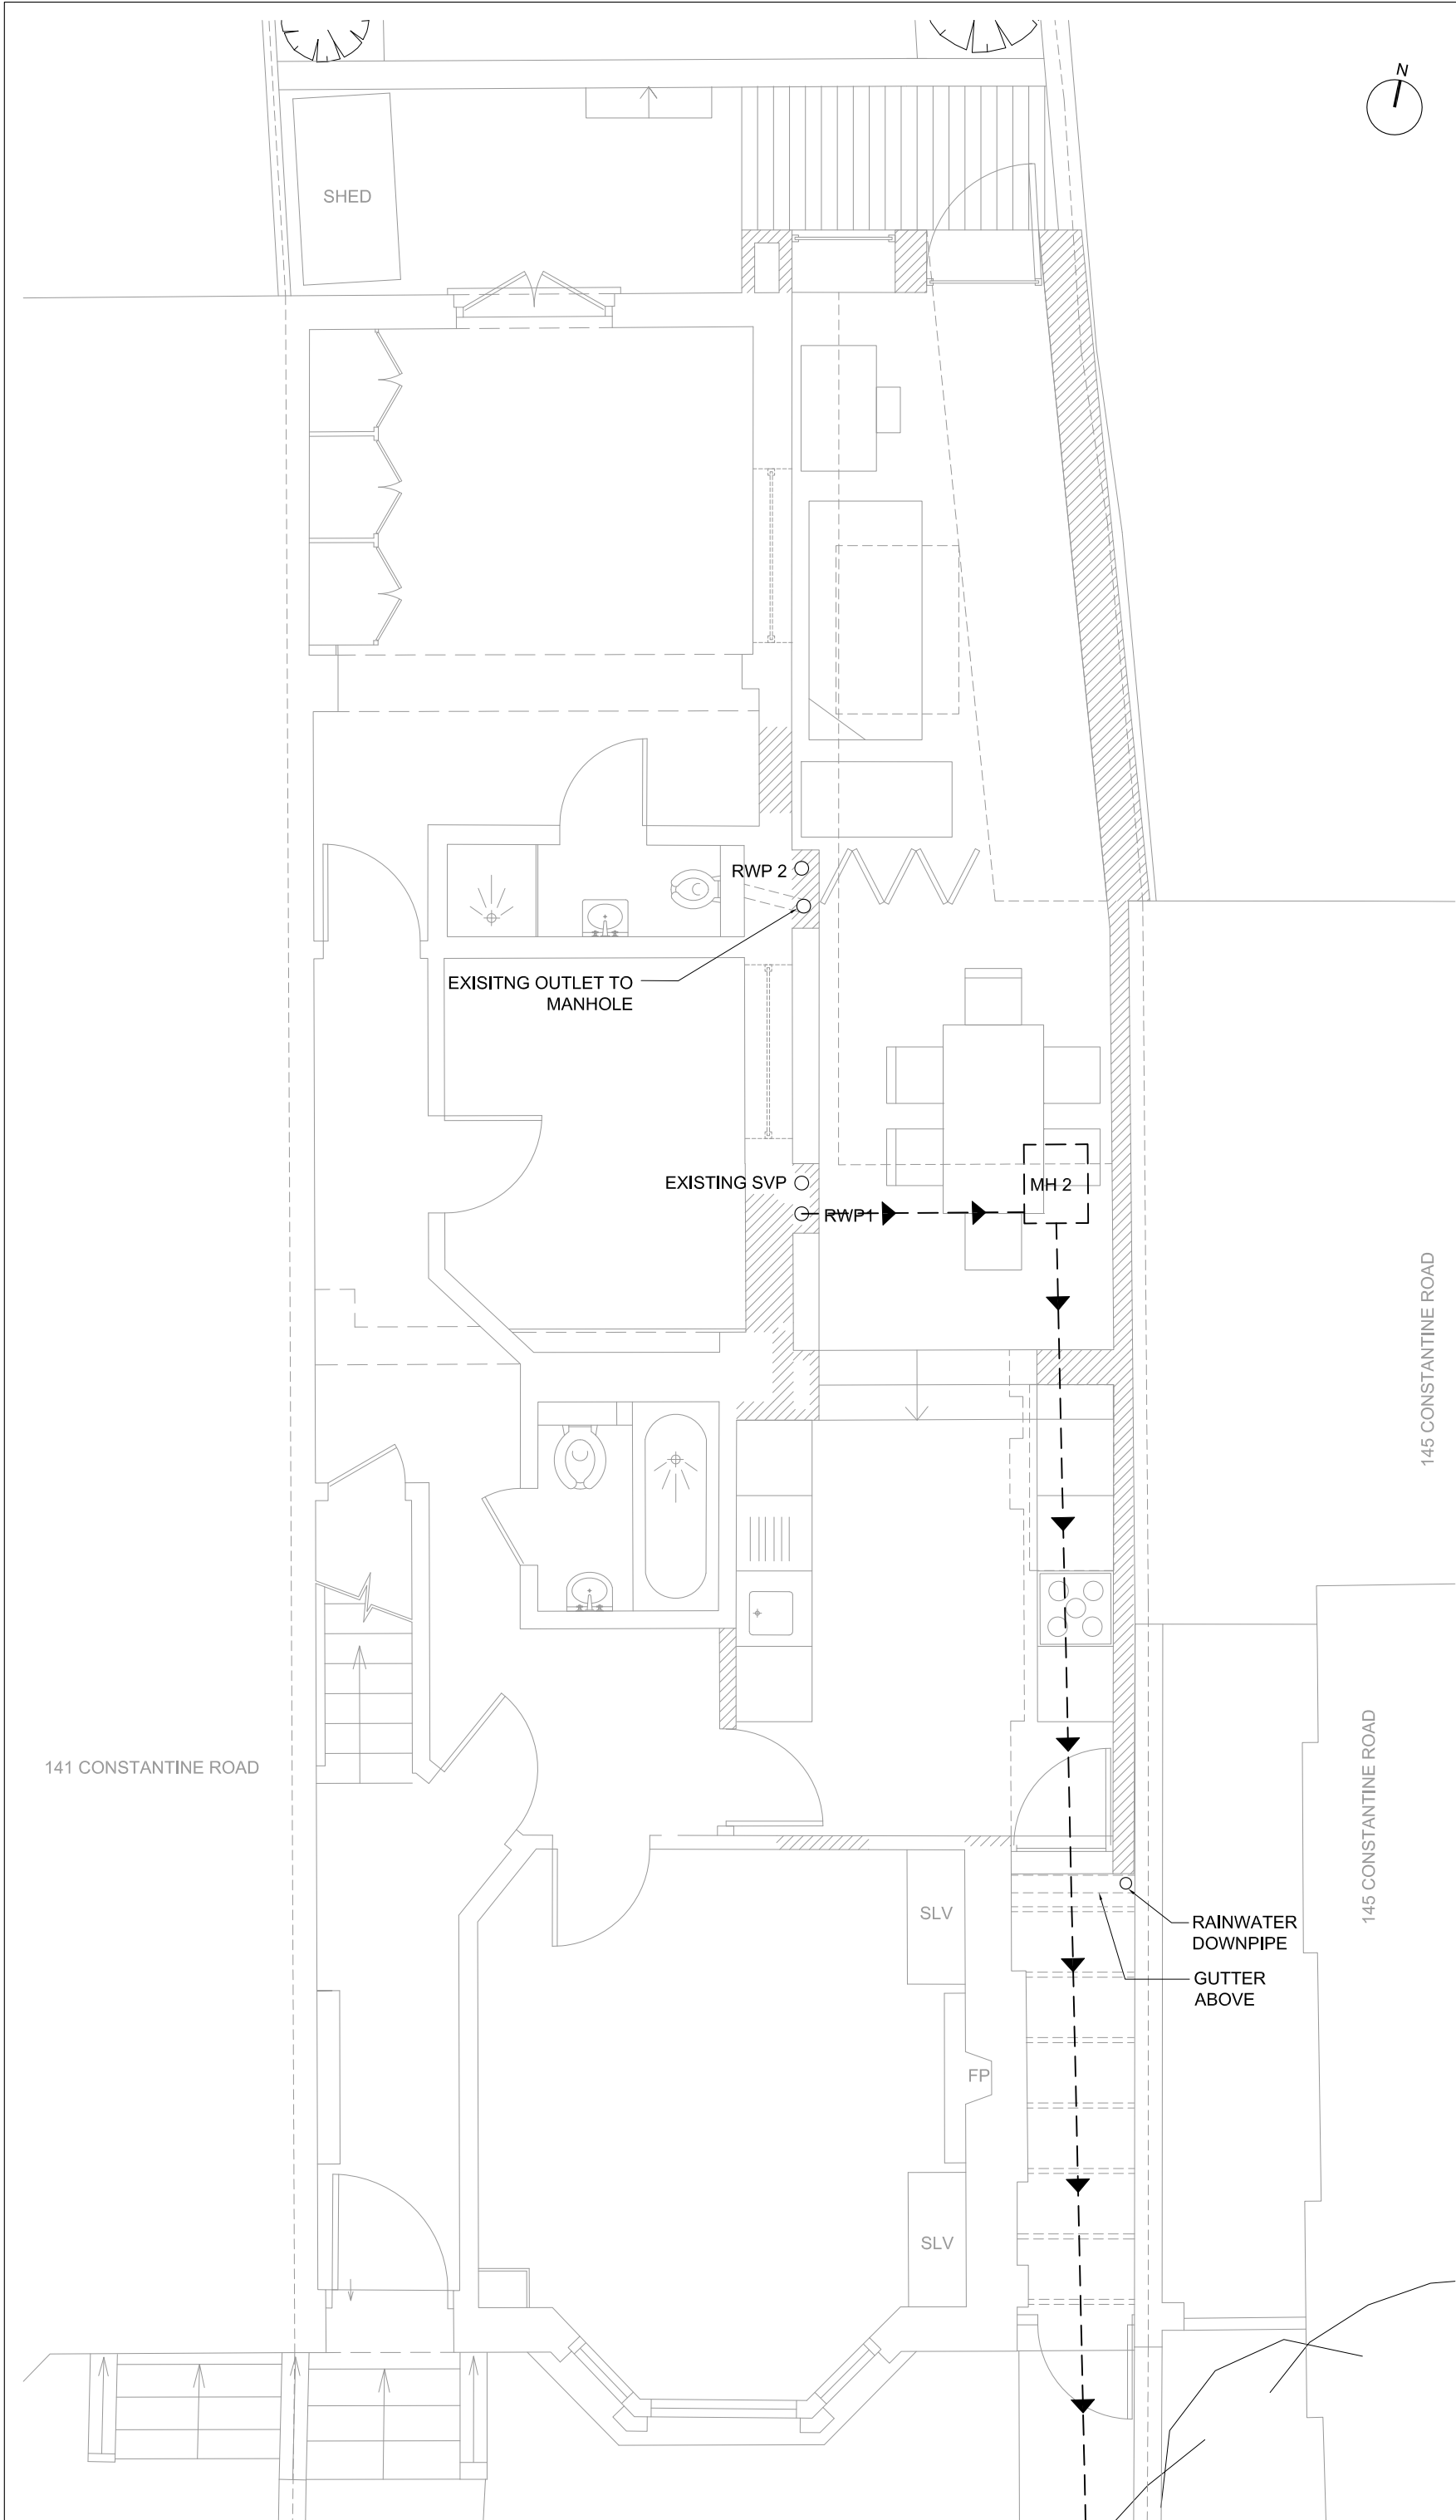 N
SHED
RWP 2
EXISITNG OUTLET TO
MANHOLE
EXISTING SVP
MH 2
RWP1
145 CONSTANTINE ROAD
141 CONSTANTINE ROAD
145 CONSTANTINE ROAD
SLV
RAINWATER
DOWNPIPE
GUTTER
ABOVE
FP
SLV